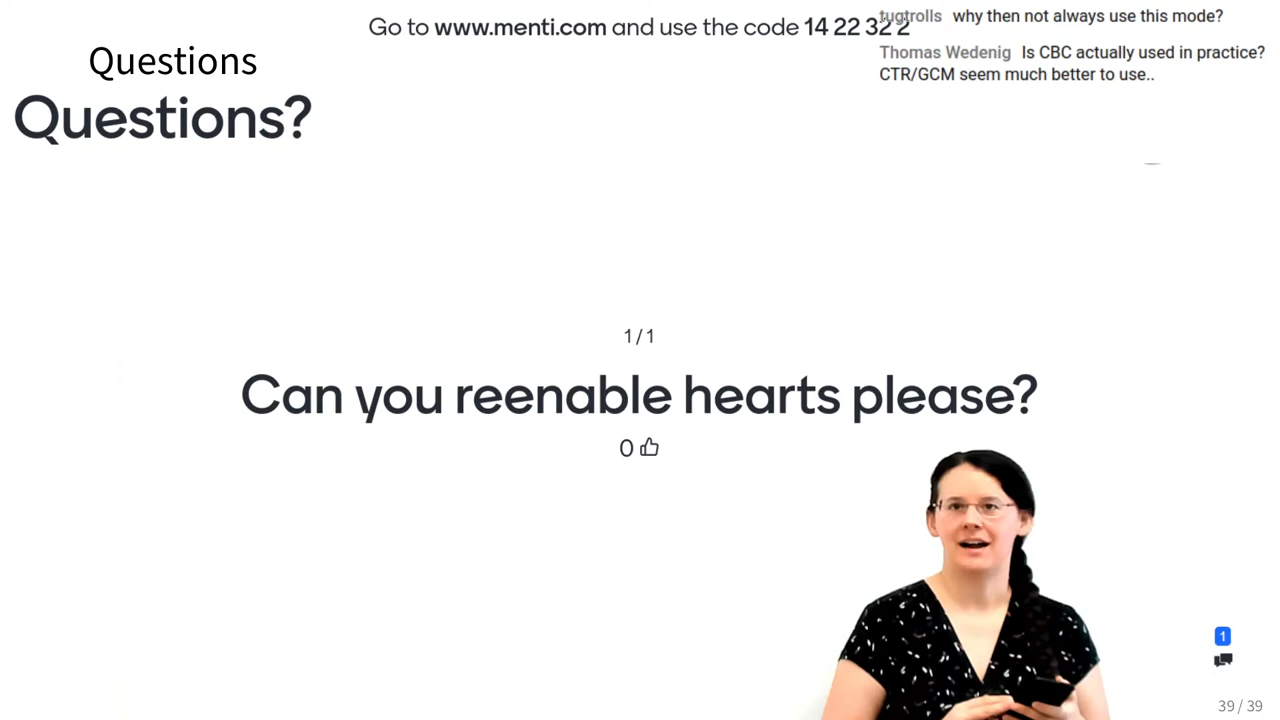 Go to www.menti.com and use the code 14 22 32 2
tugtrolls why then not always use this mode?
Thomas Wedenig Is CBC actually used in practice?
CTR/GCM seem much better to use..
Questions
Questions?
1 / 1
Can you reenable hearts please?
0
1
39 / 39